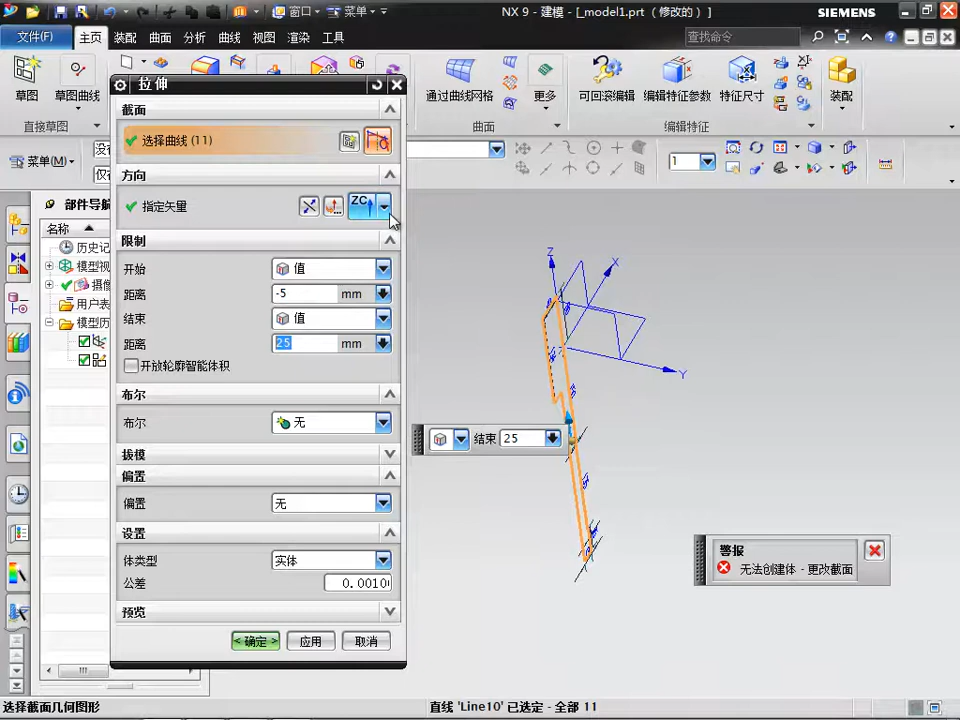 NX 9 - 建模 - [_model1.prt （修改的）]
SIEMENS
窗口
菜单
文件(F)
主页
装配
曲面
分析
曲线
视图
渲染
工具
查找命令
草图
草图曲线
通过曲线网格
更多
可回滚编辑
编辑特征参数
特征尺寸
装配
直接草图
曲面
编辑特征
菜单(M)
1
部件导航
名称
历史记
模型视
摄像
用户表
模型历
拉伸
截面
选择曲线 (11)
方向
指定矢量
ZC
限制
开始
值
距离
-5
mm
结束
值
距离
25
mm
开放轮廓智能体积
布尔
布尔
无
拔模
偏置
偏置
无
设置
体类型
实体
公差
0.0010
预览
< 确定 >
应用
取消
Z
X
Y
结束
25
警报
无法创建体 - 更改截面
选择截面几何图形
直线 'Line10' 已选定 - 全部 11